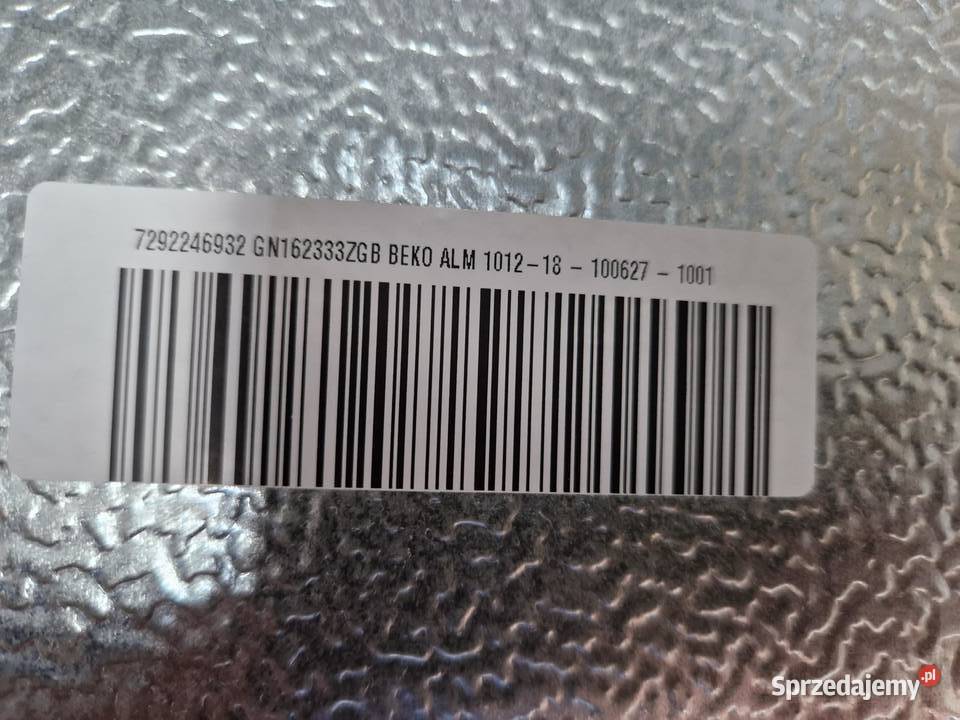 7292246932 GN162333ZGB BEKO ALM 1012-18 - 100627 - 1001
Sprzedajemy.pl